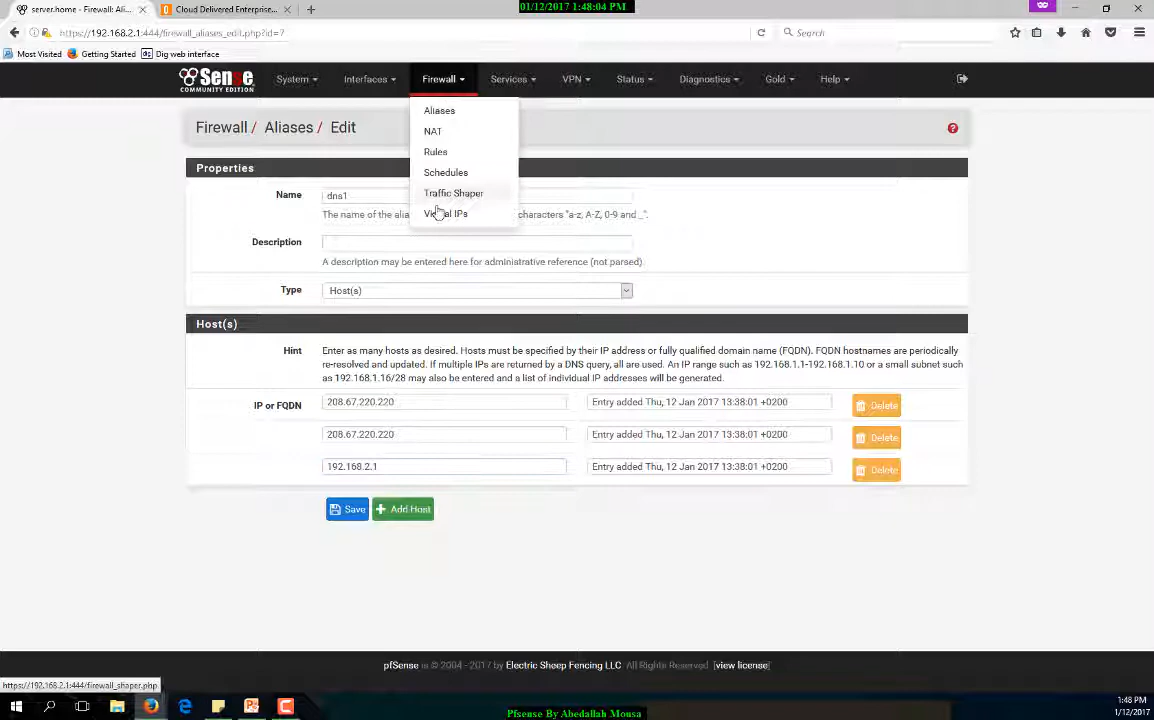 server.home - Firewall: Ali...
Cloud Delivered Enterprise...
01/12/2017 1:48:04 PM
https://192.168.2.1:444/firewall_aliases_edit.php?id=7
Search
Most Visited
Getting Started
Dig web interface
Sense
COMMUNITY EDITION
System
Interfaces
Firewall
Services
VPN
Status
Diagnostics
Gold
Help
Aliases
NAT
Rules
Schedules
Traffic Shaper
Virtual IPs
Firewall / Aliases / Edit
Properties
Name
dns1
The name of the alia
characters "a-z, A-Z, 0-9 and _".
Description
A description may be entered here for administrative reference (not parsed).
Type
Host(s)
Host(s)
Hint
Enter as many hosts as desired. Hosts must be specified by their IP address or fully qualified domain name (FQDN). FQDN hostnames are periodically
re-resolved and updated. If multiple IPs are returned by a DNS query, all are used. An IP range such as 192.168.1.1-192.168.1.10 or a small subnet such
as 192.168.1.16/28 may also be entered and a list of individual IP addresses will be generated.
IP or FQDN
208.67.220.220
Entry added Thu, 12 Jan 2017 13:38:01 +0200
Delete
208.67.220.220
Entry added Thu, 12 Jan 2017 13:38:01 +0200
Delete
192.168.2.1
Entry added Thu, 12 Jan 2017 13:38:01 +0200
Delete
Save
Add Host
pfSense is © 2004 - 2017 by Electric Sheep Fencing LLC. All Rights Reserved. [view license]
https://192.168.2.1:444/firewall_shaper.php
1:48 PM
1/12/2017
Pfsense By Abedallah Mousa